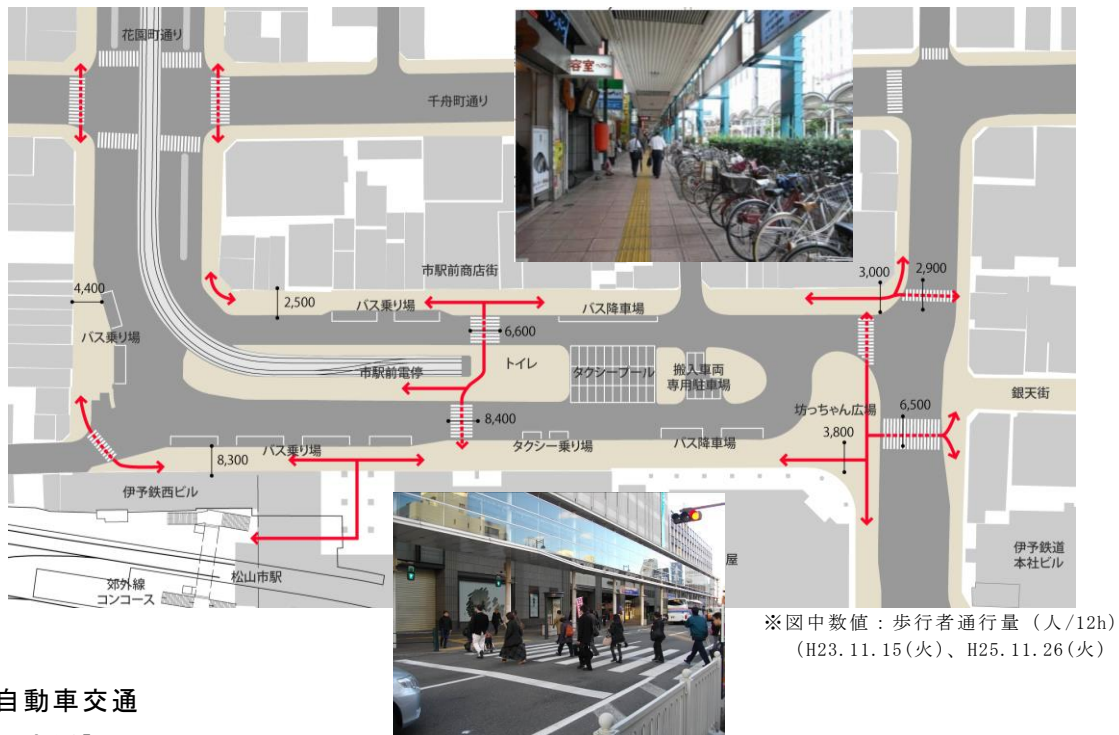 花園町通り
千舟町通り
容室
市駅前商店街
4,400
2,500
3,000
2,900
バス乗り場
バス降車場
バス乗り場
6,600
市駅前電停
トイレ
タクシープール
搬入車両
専用駐車場
銀天街
坊っちゃん広場
8,400
6,500
3,800
バス乗り場
タクシー乗り場
バス降車場
8,300
伊予鉄西ビル
松山市駅
郊外線
コンコース
屋
伊予鉄道
本社ビル
※図中数値：歩行者通行量（人/12h)
(H23.11.15(火)、H25.11.26(火)
自動車交通